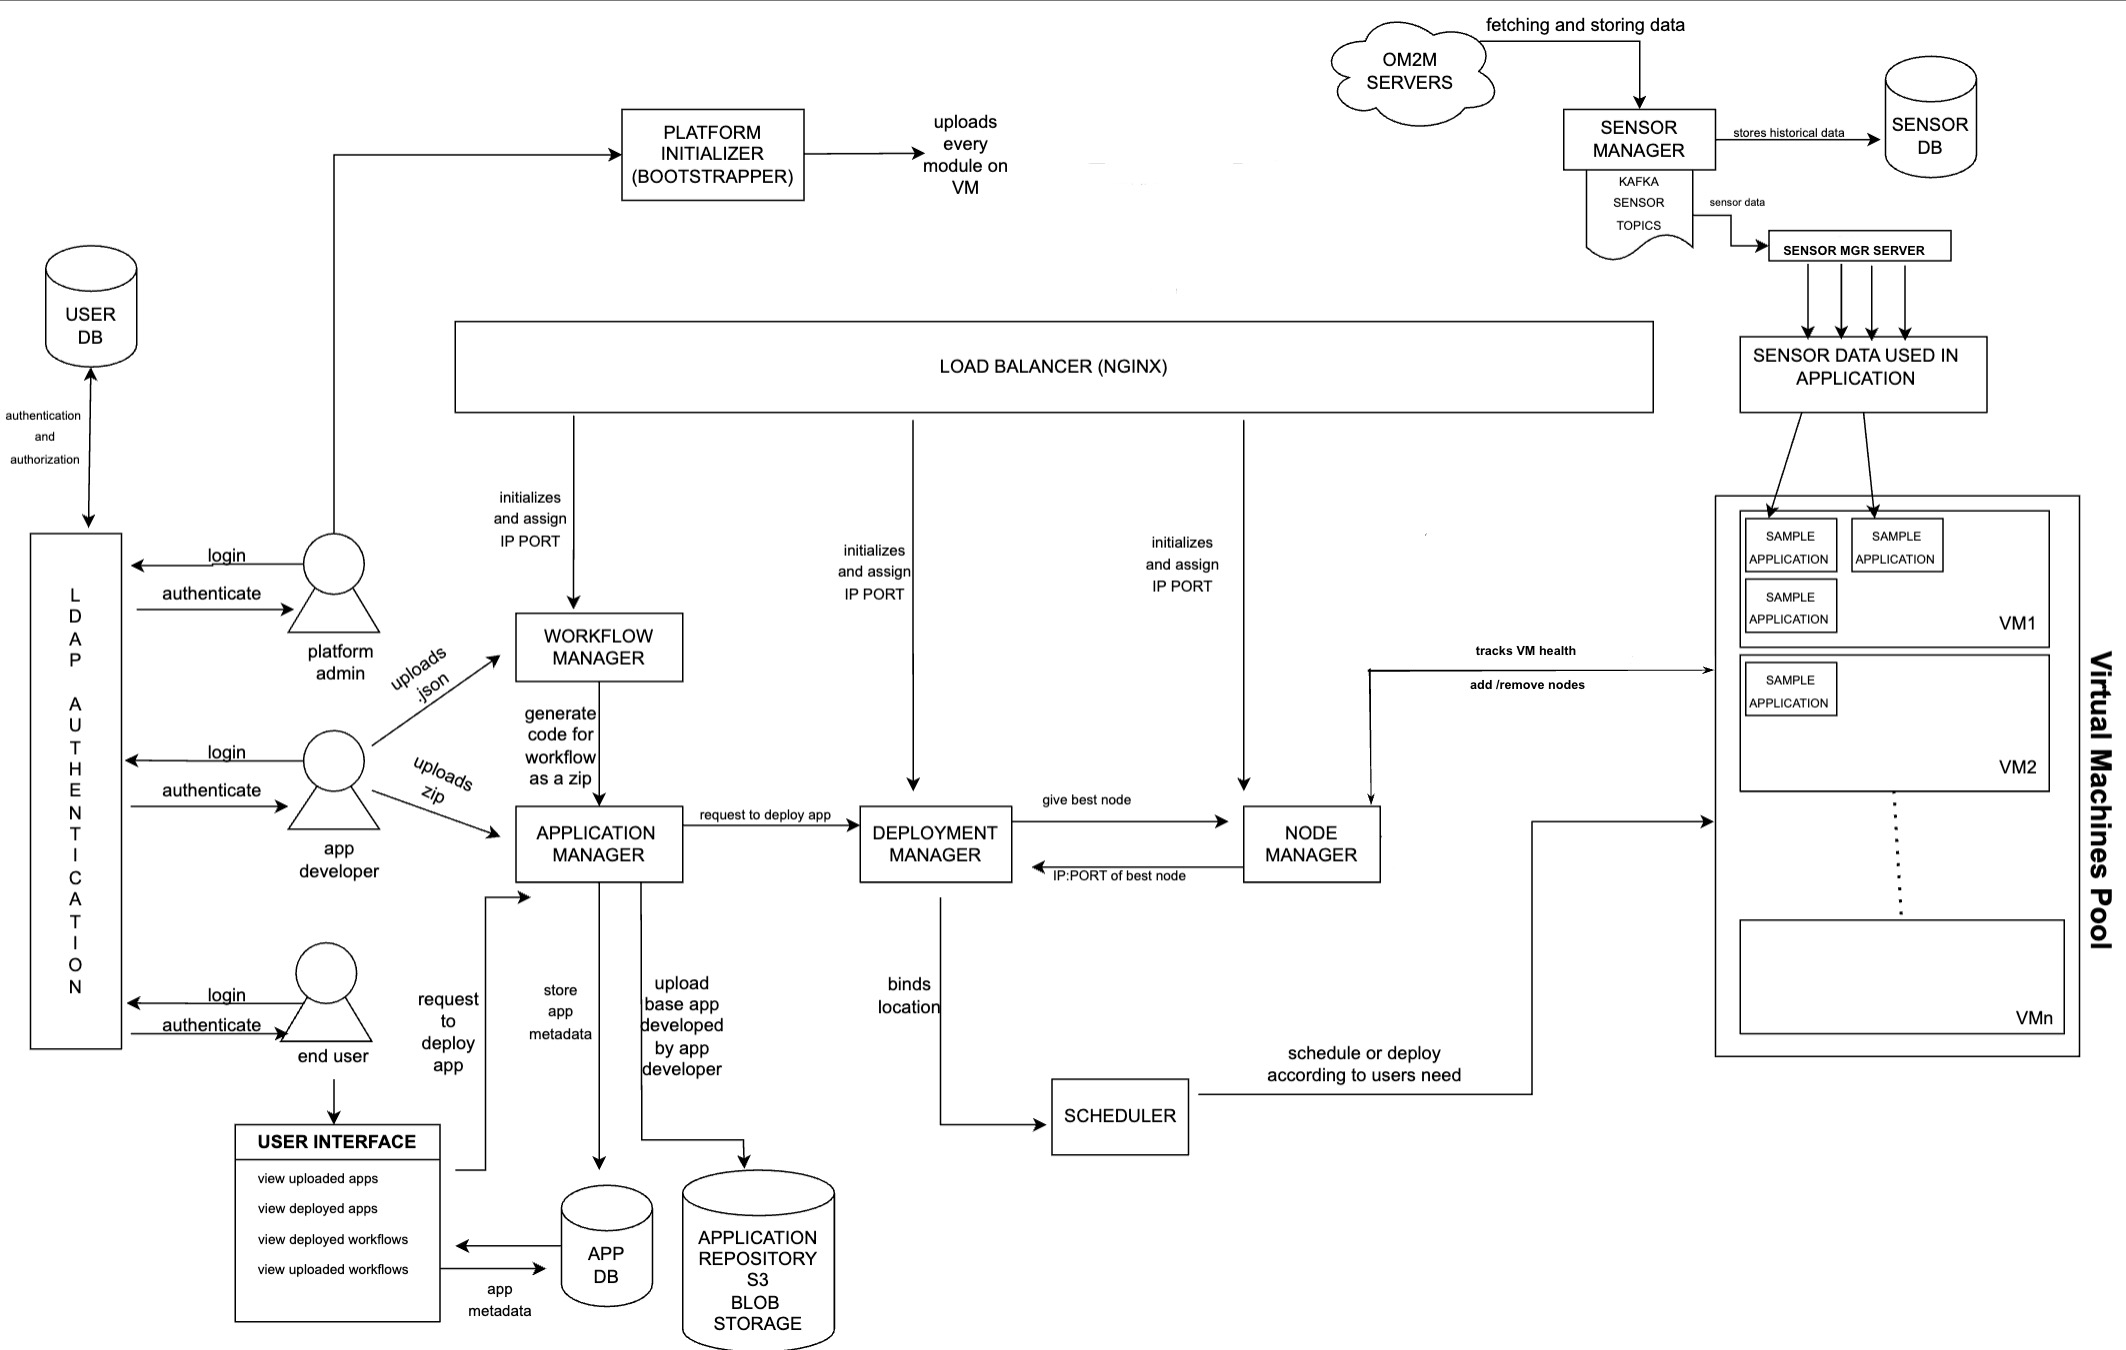 fetching and storing data
OM2M
SERVERS
SENSOR
MANAGER
stores historical data
SENSOR
DB
KAFKA
SENSOR
TOPICS
sensor data
SENSOR MGR SERVER
SENSOR DATA USED IN
APPLICATION
PLATFORM
INITIALIZER
(BOOTSTRAPPER)
uploads
every
module on
VM
USER
DB
authentication
and
authorization
LOAD BALANCER (NGINX)
initializes
and assign
IP PORT
initializes
and assign
IP PORT
initializes
and assign
IP PORT
L
D
A
P
A
U
T
H
E
N
T
I
C
A
T
I
O
N
login
authenticate
platform
admin
login
authenticate
app
developer
login
authenticate
end user
uploads
.json
uploads
zip
WORKFLOW
MANAGER
generate
code for
workflow
as a zip
APPLICATION
MANAGER
request to deploy app
DEPLOYMENT
MANAGER
give best node
IP:PORT of best node
NODE
MANAGER
tracks VM health
add /remove nodes
SAMPLE
APPLICATION
SAMPLE
APPLICATION
SAMPLE
APPLICATION
VM1
SAMPLE
APPLICATION
VM2
VMn
Virtual Machines Pool
request
to
deploy
app
store
app
metadata
upload
base app
developed
by app
developer
binds
location
SCHEDULER
schedule or deploy
according to users need
USER INTERFACE
view uploaded apps
view deployed apps
view deployed workflows
view uploaded workflows
app
metadata
APP
DB
APPLICATION
REPOSITORY
S3
BLOB
STORAGE